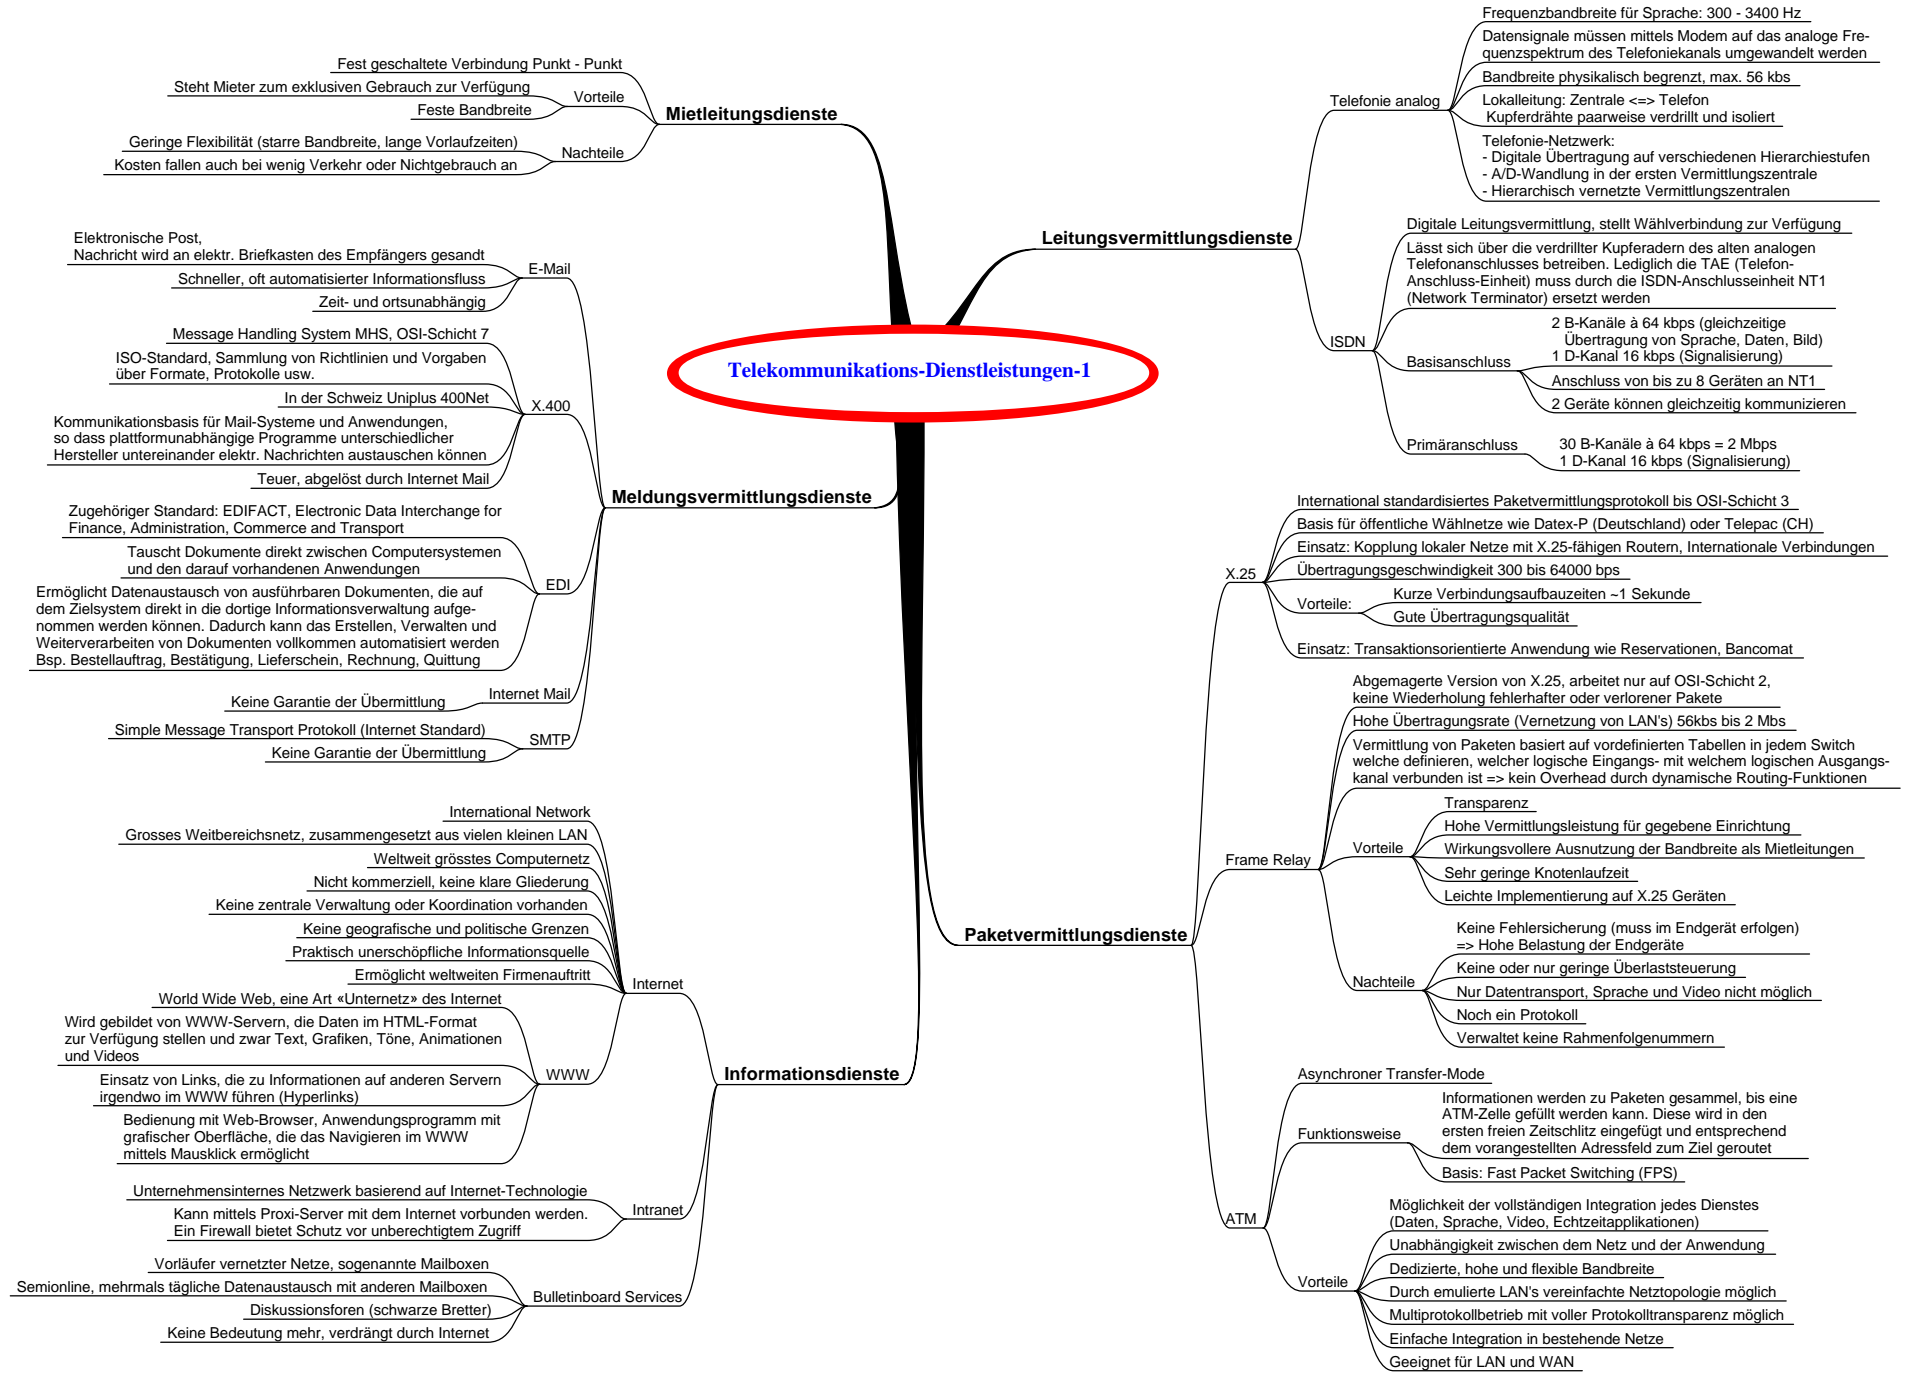 Telekommunikations-Dienstleistungen-1
Mietleitungsdienste
Fest geschaltete Verbindung Punkt - Punkt
Vorteile
Steht Mieter zum exklusiven Gebrauch zur Verfügung
Feste Bandbreite
Nachteile
Geringe Flexibilität (starre Bandbreite, lange Vorlaufzeiten)
Kosten fallen auch bei wenig Verkehr oder Nichtgebrauch an
Meldungsvermittlungsdienste
E-Mail
Elektronische Post,
Nachricht wird an elektr. Briefkasten des Empfängers gesandt
Schneller, oft automatisierter Informationsfluss
Zeit- und ortsunabhängig
X.400
Message Handling System MHS, OSI-Schicht 7
ISO-Standard, Sammlung von Richtlinien und Vorgaben
über Formate, Protokolle usw.
In der Schweiz Uniplus 400Net
Kommunikationsbasis für Mail-Systeme und Anwendungen,
so dass plattformunabhängige Programme unterschiedlicher
Hersteller untereinander elektr. Nachrichten austauschen können
Teuer, abgelöst durch Internet Mail
EDI
Zugehöriger Standard: EDIFACT, Electronic Data Interchange for
Finance, Administration, Commerce and Transport
Tauscht Dokumente direkt zwischen Computersystemen
und den darauf vorhandenen Anwendungen
Ermöglicht Datenaustausch von ausführbaren Dokumenten, die auf
dem Zielsystem direkt in die dortige Informationsverwaltung aufge-
nommen werden können. Dadurch kann das Erstellen, Verwalten und
Weiterverarbeiten von Dokumenten vollkommen automatisiert werden
Bsp. Bestellauftrag, Bestätigung, Lieferschein, Rechnung, Quittung
Internet Mail
Keine Garantie der Übermittlung
SMTP
Simple Message Transport Protokoll (Internet Standard)
Keine Garantie der Übermittlung
Informationsdienste
Internet
International Network
Grosses Weitbereichsnetz, zusammengesetzt aus vielen kleinen LAN
Weltweit grösstes Computernetz
Nicht kommerziell, keine klare Gliederung
Keine zentrale Verwaltung oder Koordination vorhanden
Keine geografische und politische Grenzen
Praktisch unerschöpfliche Informationsquelle
Ermöglicht weltweiten Firmenauftritt
WWW
World Wide Web, eine Art «Unternetz» des Internet
Wird gebildet von WWW-Servern, die Daten im HTML-Format
zur Verfügung stellen und zwar Text, Grafiken, Töne, Animationen
und Videos
Einsatz von Links, die zu Informationen auf anderen Servern
irgendwo im WWW führen (Hyperlinks)
Bedienung mit Web-Browser, Anwendungsprogramm mit
grafischer Oberfläche, die das Navigieren im WWW
mittels Mausklick ermöglicht
Intranet
Unternehmensinternes Netzwerk basierend auf Internet-Technologie
Kann mittels Proxi-Server mit dem Internet vorbunden werden.
Ein Firewall bietet Schutz vor unberechtigtem Zugriff
Bulletinboard Services
Vorläufer vernetzter Netze, sogenannte Mailboxen
Semionline, mehrmals tägliche Datenaustausch mit anderen Mailboxen
Diskussionsforen (schwarze Bretter)
Keine Bedeutung mehr, verdrängt durch Internet
Leitungsvermittlungsdienste
Telefonie analog
Frequenzbandbreite für Sprache: 300 - 3400 Hz
Datensignale müssen mittels Modem auf das analoge Fre-
quenzspektrum des Telefoniekanals umgewandelt werden
Bandbreite physikalisch begrenzt, max. 56 kbs
Lokalleitung: Zentrale <=> Telefon
Kupferdrähte paarweise verdrillt und isoliert
Telefonie-Netzwerk:
- Digitale Übertragung auf verschiedenen Hierarchiestufen
- A/D-Wandlung in der ersten Vermittlungszentrale
- Hierarchisch vernetzte Vermittlungszentralen
ISDN
Digitale Leitungsvermittlung, stellt Wählverbindung zur Verfügung
Lässt sich über die verdrillter Kupferadern des alten analogen
Telefonanschlusses betreiben. Lediglich die TAE (Telefon-
Anschluss-Einheit) muss durch die ISDN-Anschlusseinheit NT1
(Network Terminator) ersetzt werden
Basisanschluss
2 B-Kanäle à 64 kbps (gleichzeitige
Übertragung von Sprache, Daten, Bild)
1 D-Kanal 16 kbps (Signalisierung)
Anschluss von bis zu 8 Geräten an NT1
2 Geräte können gleichzeitig kommunizieren
Primäranschluss
30 B-Kanäle à 64 kbps = 2 Mbps
1 D-Kanal 16 kbps (Signalisierung)
Paketvermittlungsdienste
X.25
International standardisiertes Paketvermittlungsprotokoll bis OSI-Schicht 3
Basis für öffentliche Wählnetze wie Datex-P (Deutschland) oder Telepac (CH)
Einsatz: Kopplung lokaler Netze mit X.25-fähigen Routern, Internationale Verbindungen
Übertragungsgeschwindigkeit 300 bis 64000 bps
Vorteile:
Kurze Verbindungsaufbauzeiten ~1 Sekunde
Gute Übertragungsqualität
Einsatz: Transaktionsorientierte Anwendung wie Reservationen, Bancomat
Frame Relay
Abgemagerte Version von X.25, arbeitet nur auf OSI-Schicht 2,
keine Wiederholung fehlerhafter oder verlorener Pakete
Hohe Übertragungsrate (Vernetzung von LAN's) 56kbs bis 2 Mbs
Vermittlung von Paketen basiert auf vordefinierten Tabellen in jedem Switch
welche definieren, welcher logische Eingangs- mit welchem logischen Ausgangs-
kanal verbunden ist => kein Overhead durch dynamische Routing-Funktionen
Vorteile
Transparenz
Hohe Vermittlungsleistung für gegebene Einrichtung
Wirkungsvollere Ausnutzung der Bandbreite als Mietleitungen
Sehr geringe Knotenlaufzeit
Leichte Implementierung auf X.25 Geräten
Nachteile
Keine Fehlersicherung (muss im Endgerät erfolgen)
=> Hohe Belastung der Endgeräte
Keine oder nur geringe Überlaststeuerung
Nur Datentransport, Sprache und Video nicht möglich
Noch ein Protokoll
Verwaltet keine Rahmenfolgenummern
ATM
Asynchroner Transfer-Mode
Funktionsweise
Informationen werden zu Paketen gesammel, bis eine
ATM-Zelle gefüllt werden kann. Diese wird in den
ersten freien Zeitschlitz eingefügt und entsprechend
dem vorangestellten Adressfeld zum Ziel geroutet
Basis: Fast Packet Switching (FPS)
Vorteile
Möglichkeit der vollständigen Integration jedes Dienstes
(Daten, Sprache, Video, Echtzeitapplikationen)
Unabhängigkeit zwischen dem Netz und der Anwendung
Dedizierte, hohe und flexible Bandbreite
Durch emulierte LAN's vereinfachte Netztopologie möglich
Multiprotokollbetrieb mit voller Protokolltransparenz möglich
Einfache Integration in bestehende Netze
Geeignet für LAN und WAN